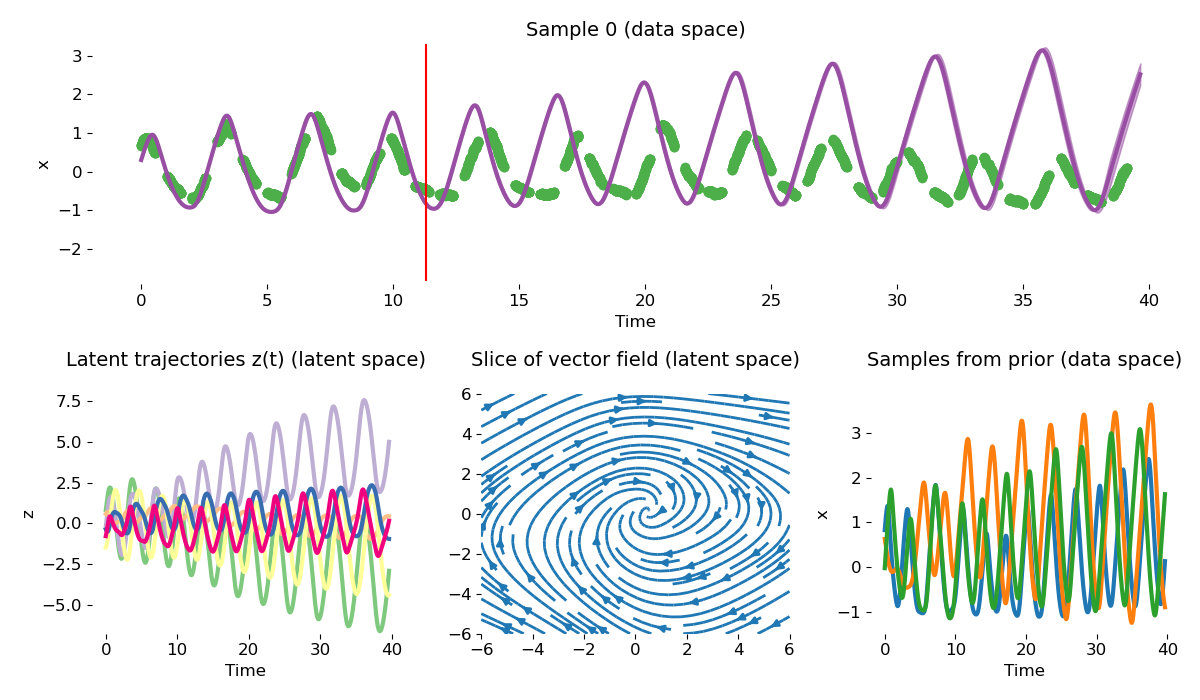 Sample 0 (data space)
3
2
1
0
−1
−2
x
0 5 10 15 20 25 30 35 40
Time
Latent trajectories z(t) (latent space)
7.5
5.0
2.5
0.0
−2.5
−5.0
z
0 10 20 30 40
Time
Slice of vector field (latent space)
6
4
2
0
−2
−4
−6
−6 −4 −2 0 2 4 6
Samples from prior (data space)
3
2
1
0
−1
x
0 10 20 30 40
Time